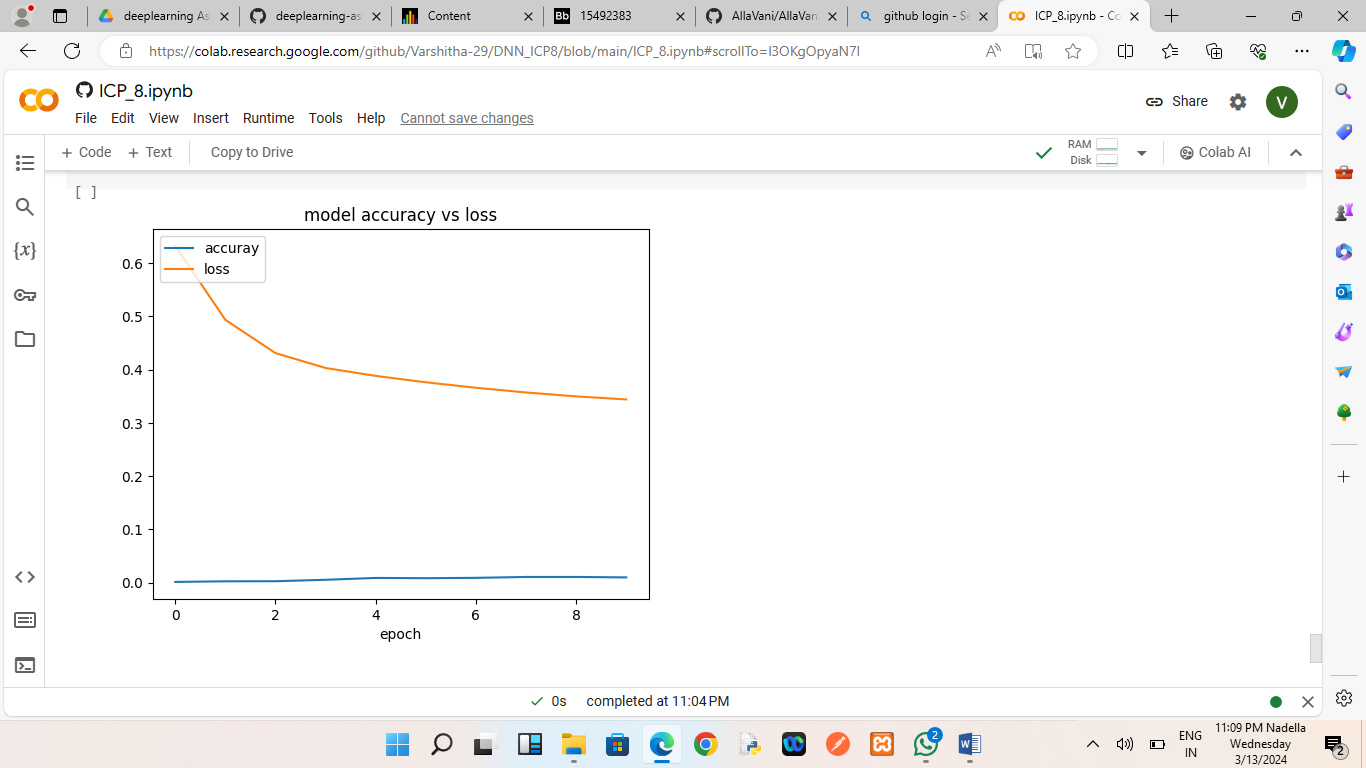 deeplearning As
deeplearning-as
Content
Bb 15492383
AllaVani/AllaVan
github login - Se
ICP_8.ipynb - Co
https://colab.research.google.com/github/Varshitha-29/DNN_ICP8/blob/main/ICP_8.ipynb#scrollTo=I3OKgOpyaN7I
ICP_8.ipynb
Share
V
File Edit View Insert Runtime Tools Help Cannot save changes
+ Code + Text Copy to Drive
RAM
Disk
Colab AI
[ ]
model accuracy vs loss
accuray
loss
0.6
0.5
0.4
0.3
0.2
0.1
0.0
0 2 4 6 8
epoch
{x}
0s completed at 11:04 PM
2
ENG
IN
11:09 PM Nadella
Wednesday
3/13/2024
2